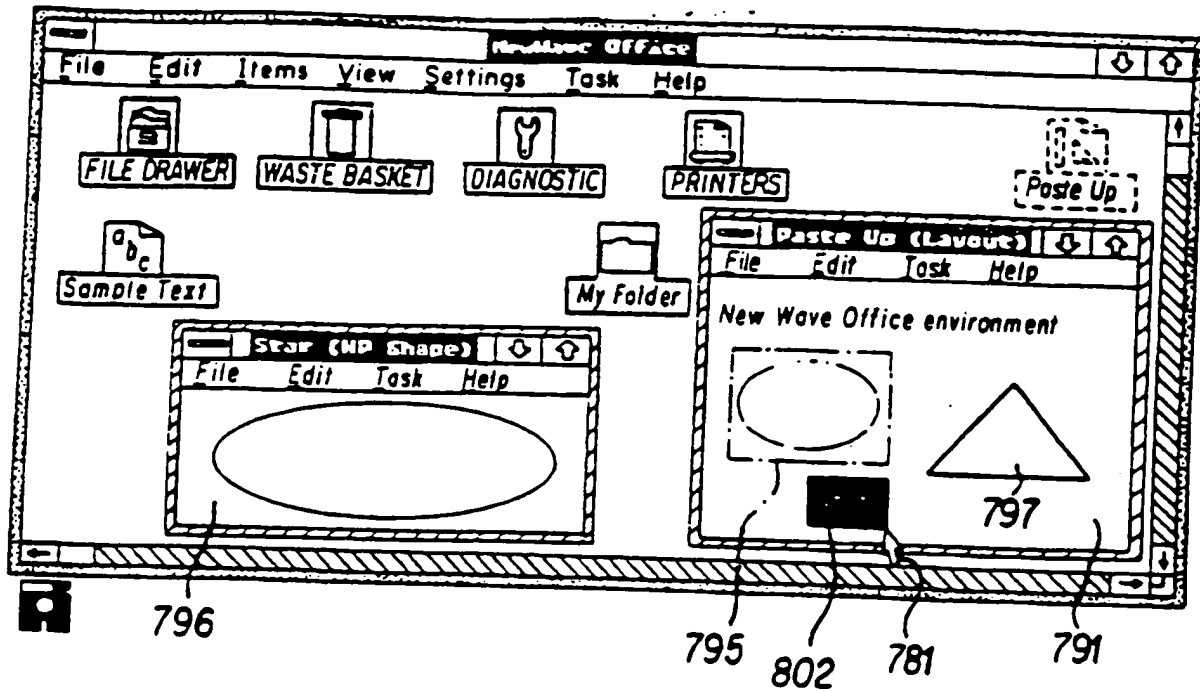 NewWave Office
File Edit Items View Settings Task Help
FILE DRAWER WASTE BASKET DIAGNOSTIC PRINTERS Paste Up
abc
Sample Text My Folder
Paste Up (Layout)
File Edit Task Help
New Wave Office environment
Star (HP Shape)
File Edit Task Help
797
796 795 802 781 791